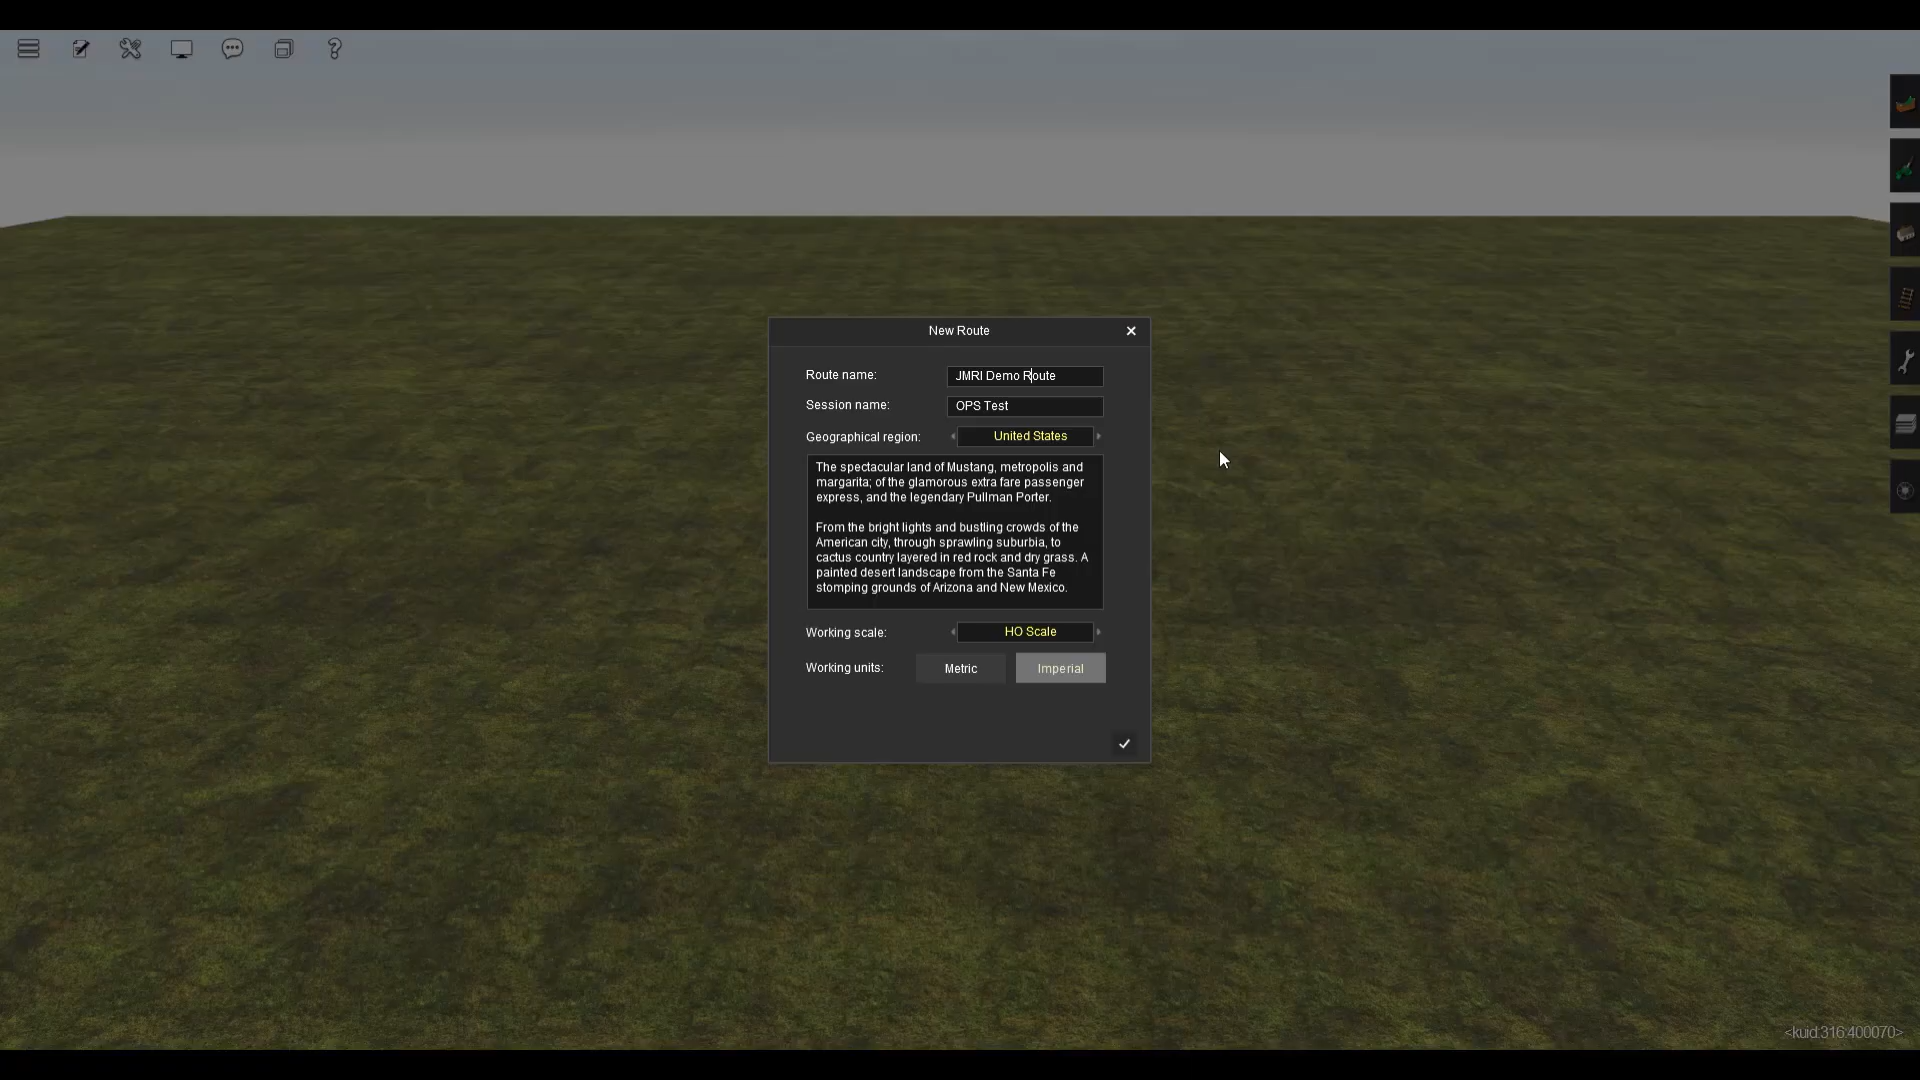 New Route
Route name: JMRI Demo Route
Session name: OPS Test
Geographical region: United States
The spectacular land of Mustang, metropolis and
margarita; of the glamorous extra fare passenger
express, and the legendary Pullman Porter.
From the bright lights and bustling crowds of the
American city, through sprawling suburbia, to
cactus country layered in red rock and dry grass. A
painted desert landscape from the Santa Fe
stomping grounds of Arizona and New Mexico.
Working scale: HO Scale
Working units: Metric Imperial
<kuid:316:400070>